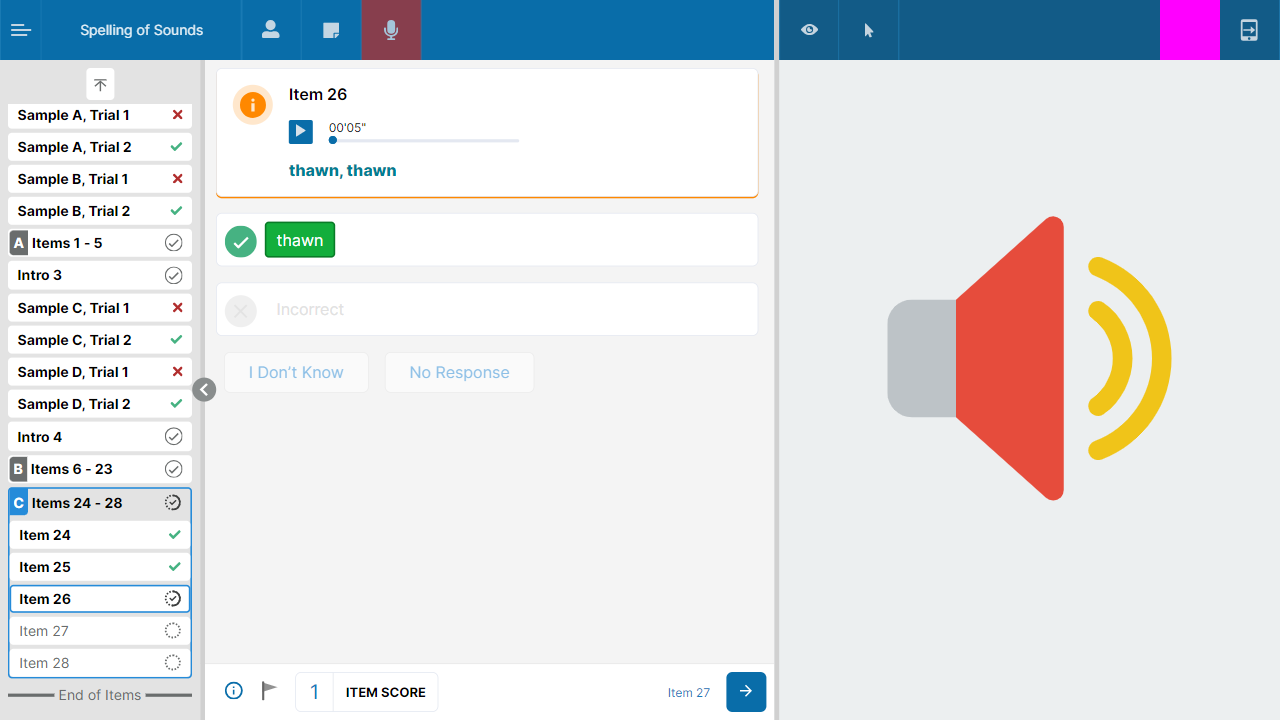 Spelling of Sounds
Sample A, Trial 1
Sample A, Trial 2
Sample B, Trial 1
Sample B, Trial 2
A Items 1 - 5
Intro 3
Sample C, Trial 1
Sample C, Trial 2
Sample D, Trial 1
Sample D, Trial 2
Intro 4
B Items 6 - 23
C Items 24 - 28
Item 24
Item 25
Item 26
Item 27
Item 28
End of Items
Item 26
00'05"
thawn, thawn
thawn
Incorrect
I Don't Know
No Response
1 ITEM SCORE
Item 27